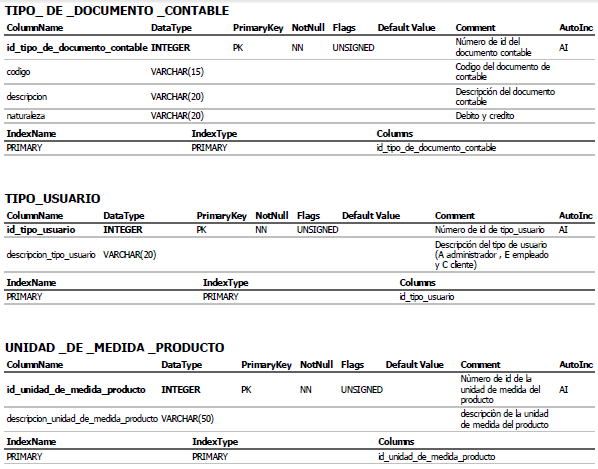 TIPO_ DE _DOCUMENTO _CONTABLE
ColumnName DataType PrimaryKey NotNull Flags Default Value Comment AutoInc
id_tipo_de_documento_contable INTEGER PK NN UNSIGNED Número de id del documento contable AI
codigo VARCHAR(15) Codigo del documento de contable
descripcion VARCHAR(20) Descripción del documento contable
naturaleza VARCHAR(20) Debito y credito
IndexName IndexType Columns
PRIMARY PRIMARY id_tipo_de_documento_contable
TIPO_USUARIO
ColumnName DataType PrimaryKey NotNull Flags Default Value Comment AutoInc
id_tipo_usuario INTEGER PK NN UNSIGNED Número de id de tipo_usuario AI
descripcion_tipo_usuario VARCHAR(20) Descripción del tipo de usuario (A administrador , E empleado y C cliente)
IndexName IndexType Columns
PRIMARY PRIMARY id_tipo_usuario
UNIDAD _DE _MEDIDA _PRODUCTO
ColumnName DataType PrimaryKey NotNull Flags Default Value Comment AutoInc
id_unidad_de_medida_producto INTEGER PK NN UNSIGNED Número de id de la unidad de medida del producto AI
descripcion_unidad_de_medida_producto VARCHAR(50) descripciòn de la unidad de medida del producto
IndexName IndexType Columns
PRIMARY PRIMARY id_unidad_de_medida_producto